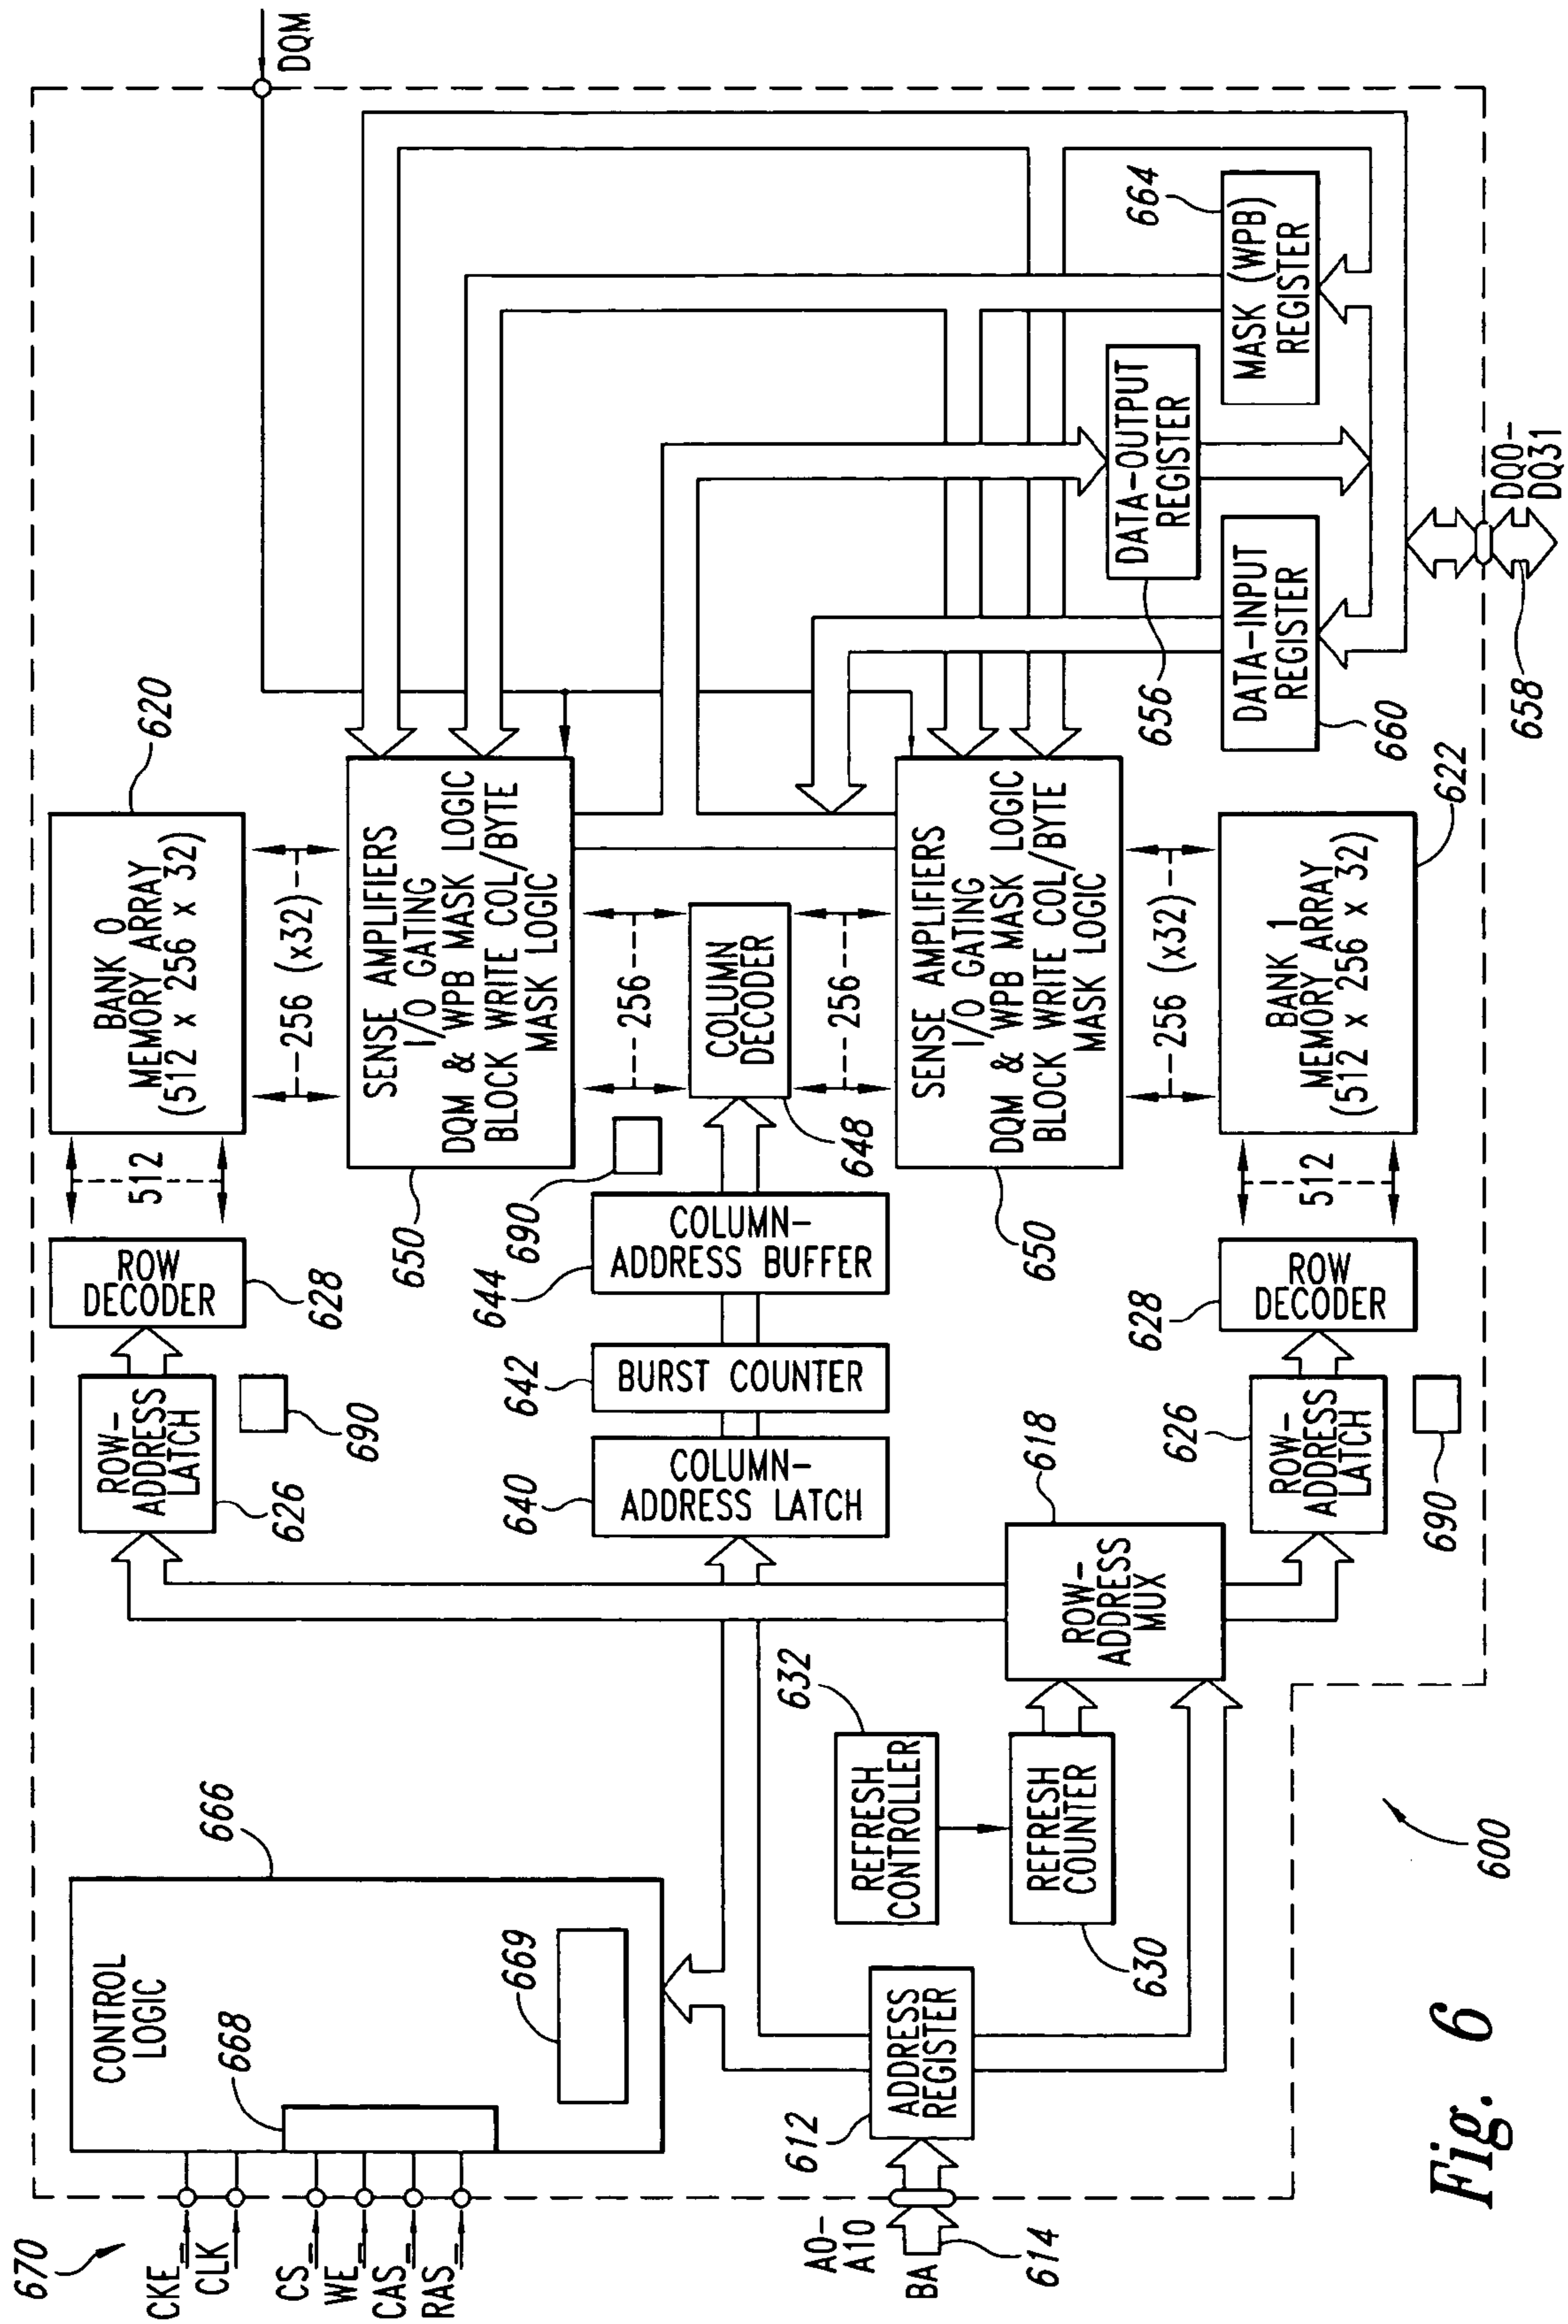 670
CKE_
CLK
CS_
WE_
CAS_
RAS_
CONTROL
LOGIC
666
668
669
A0-
A10
BA
614
612
ADDRESS
REGISTER
REFRESH
CONTROLLER
632
REFRESH
COUNTER
630
ROW-
ADDRESS
MUX
618
ROW-
ADDRESS
LATCH
626
690
ROW
DECODER
628
512
BANK 0
MEMORY ARRAY
(512 x 256 x 32)
620
256 (x32)
SENSE AMPLIFIERS
I/O GATING
DQM & WPB MASK LOGIC
BLOCK WRITE COL/BYTE
MASK LOGIC
650
256
640
COLUMN-
ADDRESS LATCH
642
BURST COUNTER
644
COLUMN-
ADDRESS BUFFER
690
COLUMN
DECODER
648
256
SENSE AMPLIFIERS
I/O GATING
DQM & WPB MASK LOGIC
BLOCK WRITE COL/BYTE
MASK LOGIC
650
256 (x32)
626
ROW-
ADDRESS
LATCH
690
628
ROW
DECODER
512
BANK 1
MEMORY ARRAY
(512 x 256 x 32)
622
DQM
DATA-INPUT
REGISTER
660
DATA-OUTPUT
REGISTER
656
MASK (WPB)
REGISTER
664
DQ0-
DQ31
658
600
Fig. 6